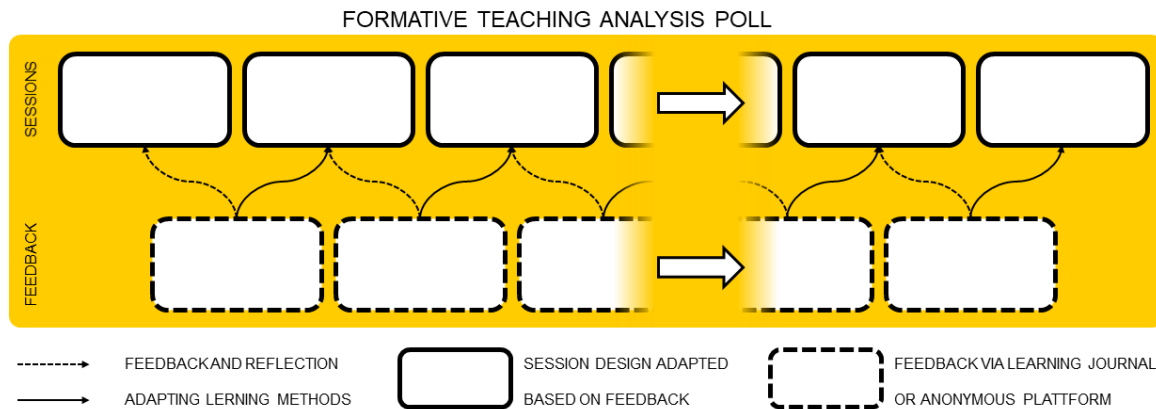 FORMATIVE TEACHING ANALYSIS POLL
SESSIONS
FEEDBACK
FEEDBACK AND REFLECTION
ADAPTING LERNING METHODS
SESSION DESIGN ADAPTED
BASED ON FEEDBACK
FEEDBACK VIA LEARNING JOURNAL
OR ANONYMOUS PLATTFORM